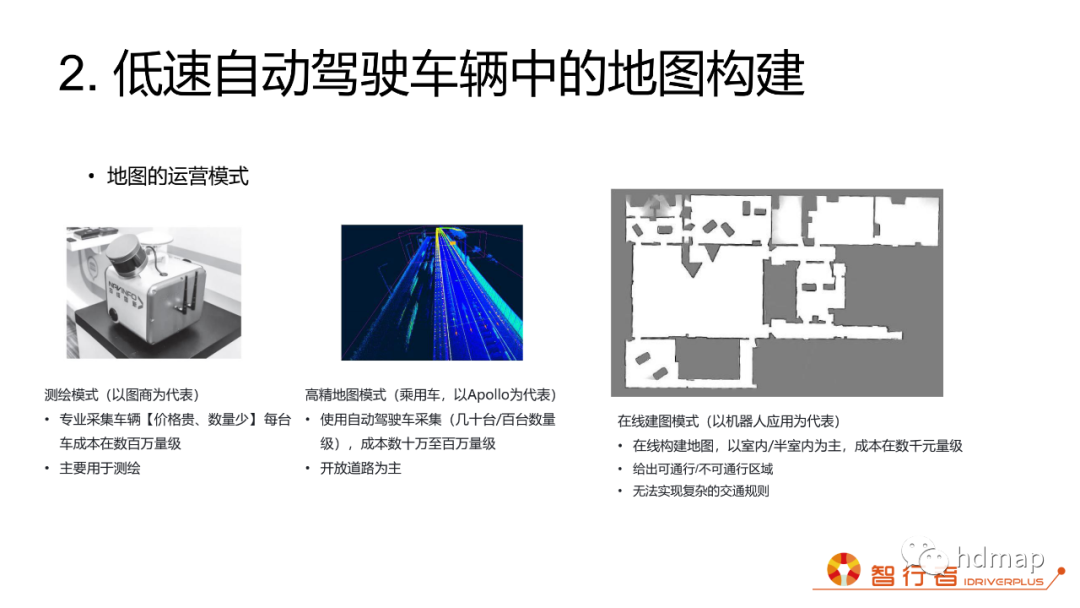 2. 低速自动驾驶车辆中的地图构建
• 地图的运营模式
NAVINFO
测绘模式（以图商为代表）
• 专业采集车辆【价格贵、数量少】每台
车成本在数百万量级
• 主要用于测绘
高精地图模式（乘用车，以Apollo为代表）
• 使用自动驾驶车采集（几十台/百台数量
级），成本数十万至百万量级
• 开放道路为主
在线建图模式（以机器人应用为代表）
• 在线构建地图，以室内/半室内为主，成本在数千元量级
• 给出可通行/不可通行区域
• 无法实现复杂的交通规则
hdmap
智行者 IDRIVERPLUS